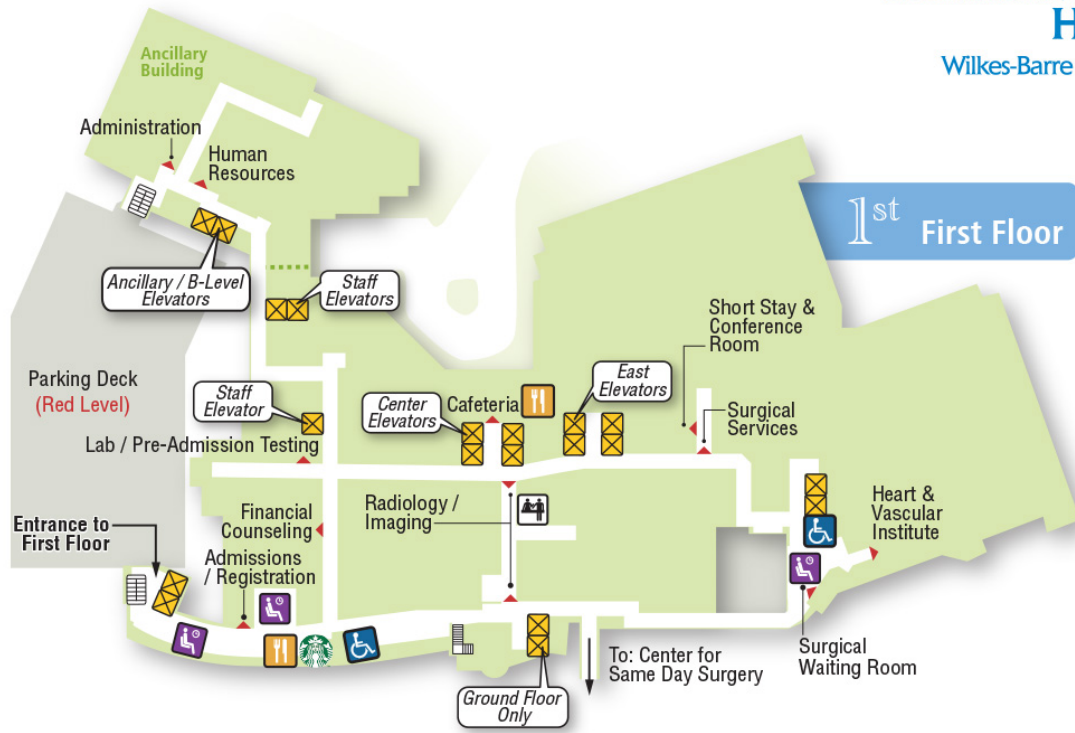 H
Wilkes-Barre
Ancillary
Building
Administration
Human
Resources
1st First Floor
Ancillary / B-Level
Elevators
Staff
Elevators
Short Stay &
Conference
Room
Parking Deck
(Red Level)
Staff
Elevator
Center
Elevators
Cafeteria
East
Elevators
Surgical
Services
Lab / Pre-Admission Testing
Financial
Counseling
Radiology /
Imaging
Heart &
Vascular
Institute
Entrance to
First Floor
Admissions
/ Registration
To: Center for
Same Day Surgery
Surgical
Waiting Room
Ground Floor
Only